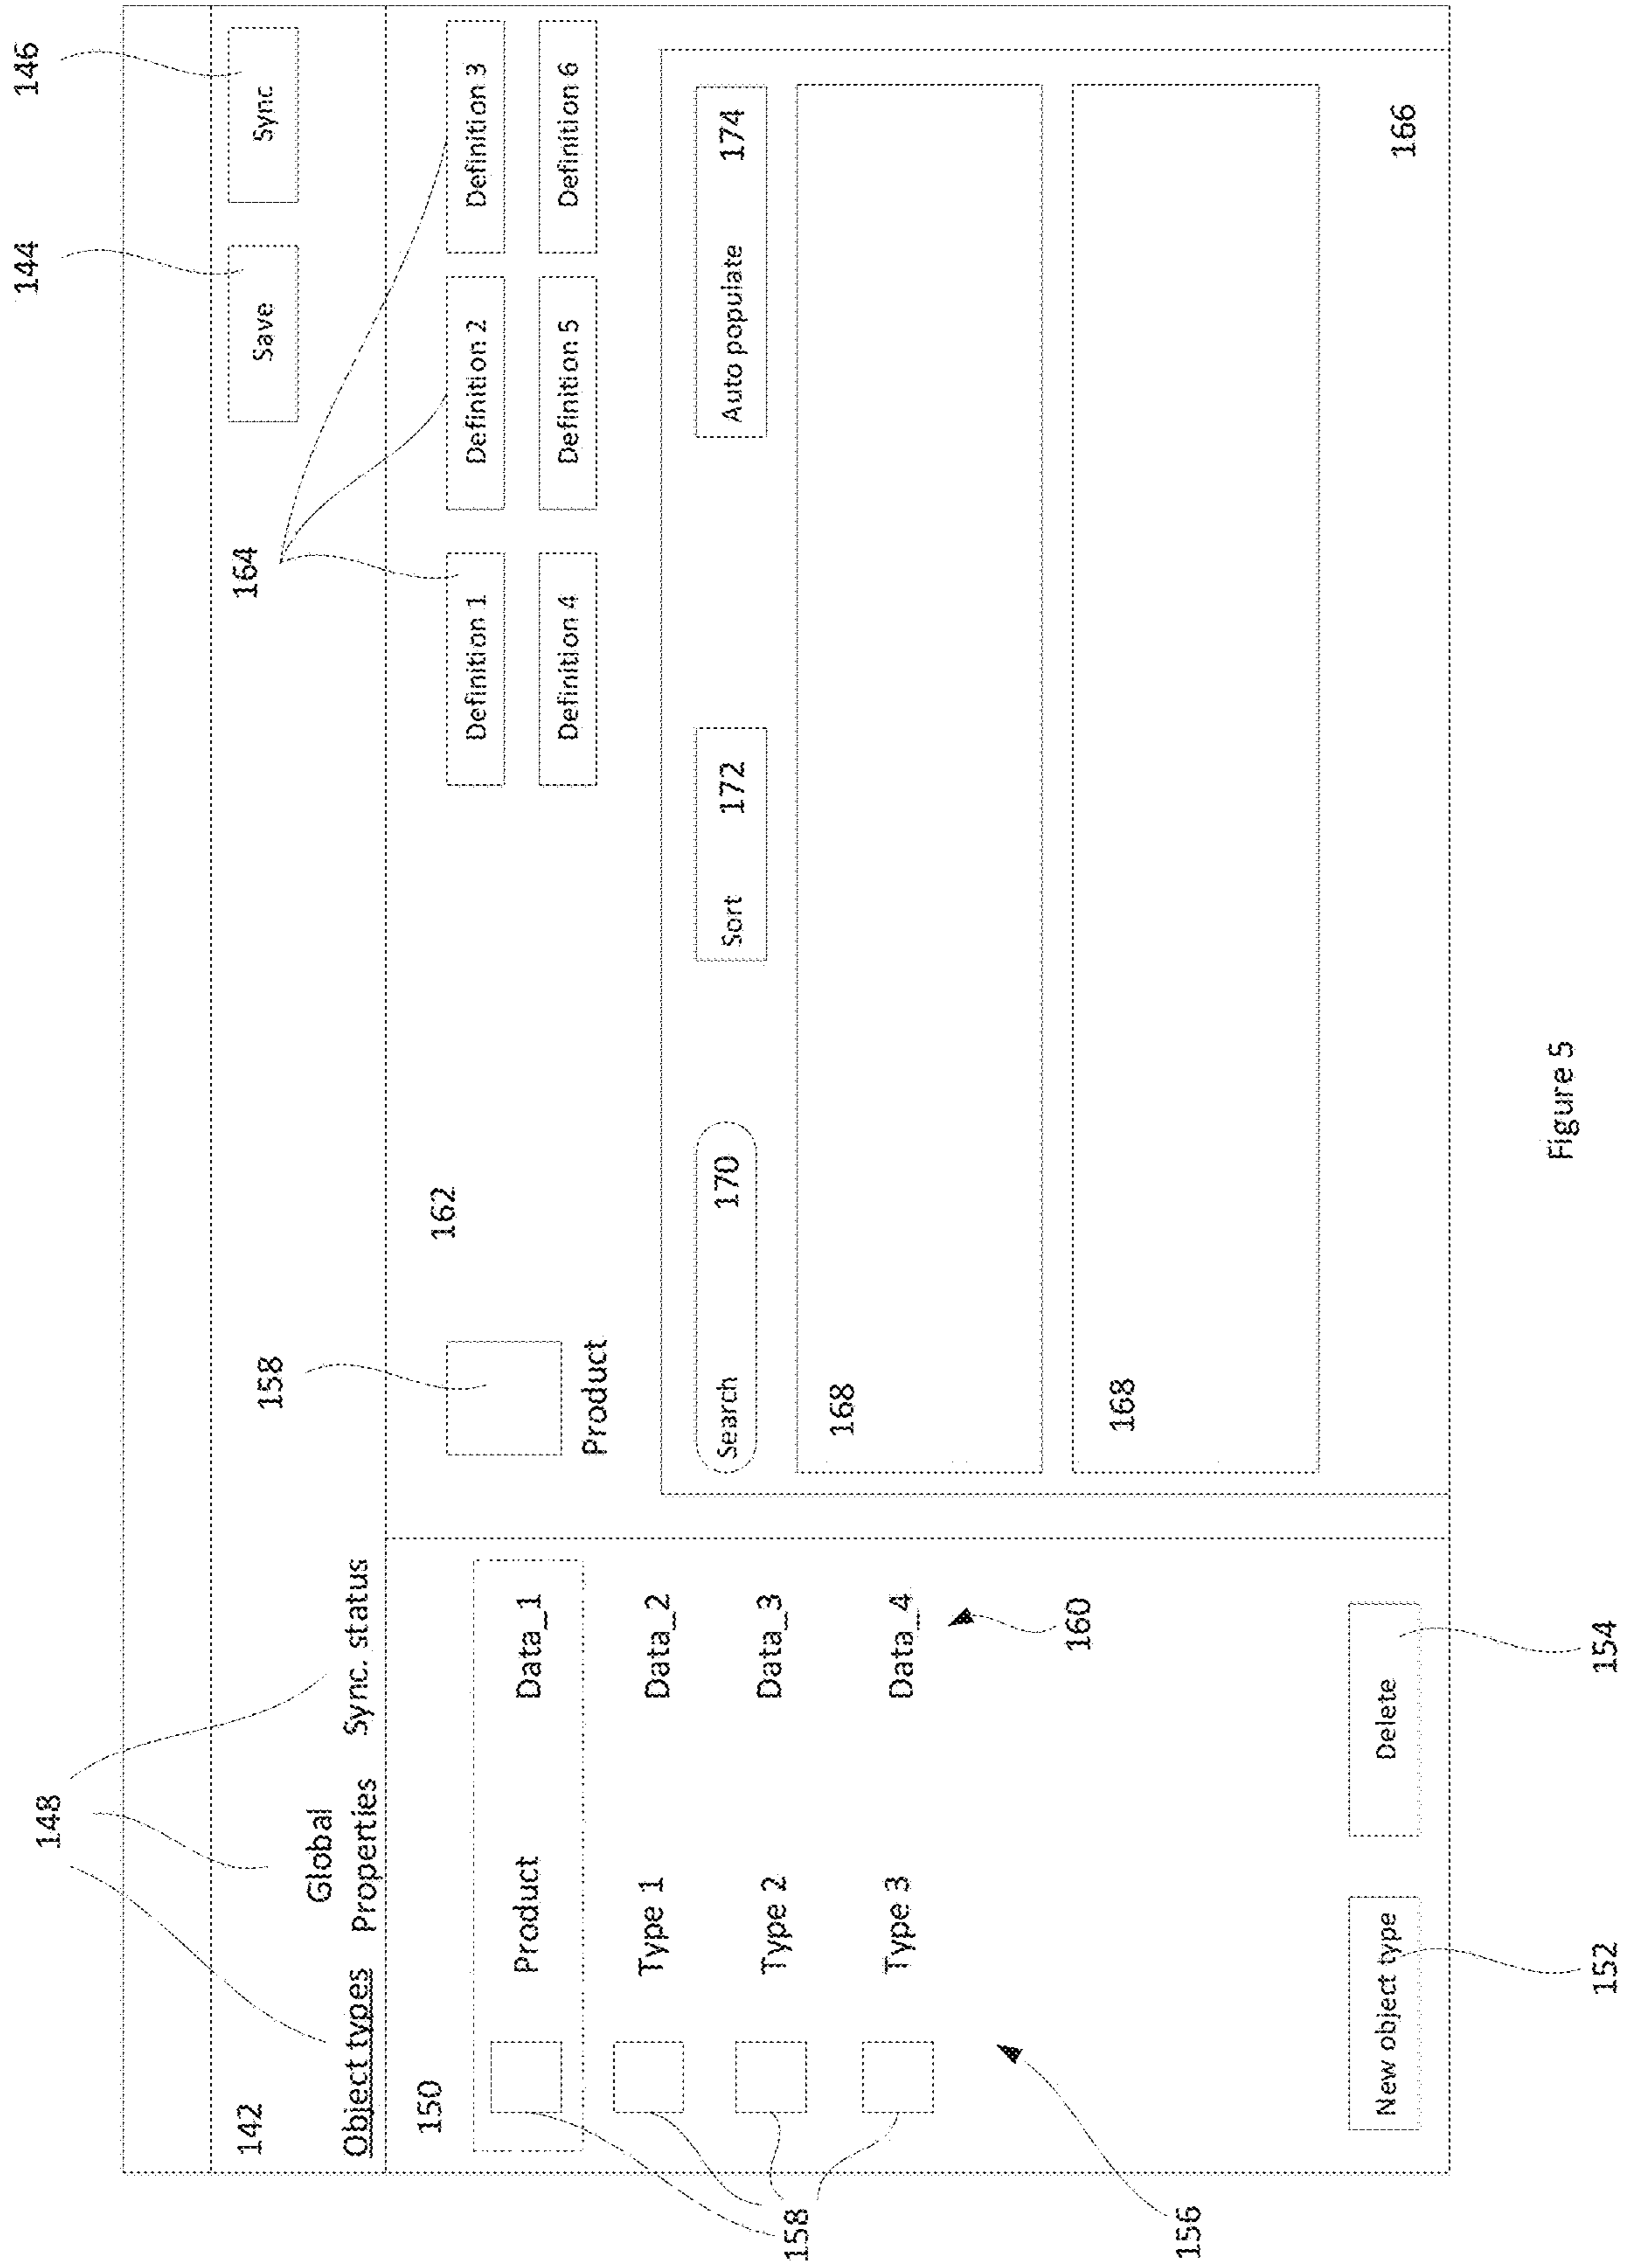 144
146
148
142
Save
Sync
Object types
Global
Properties
Sync. status
158
164
150
162
Product
Data_1
Type 1
Data_2
Type 2
Data_3
Type 3
Data_4
158
156
160
New object type
Delete
152
154
Product
Definition 1
Definition 2
Definition 3
Definition 4
Definition 5
Definition 6
Search 170
Sort 172
Auto populate 174
168
168
166
Figure 5